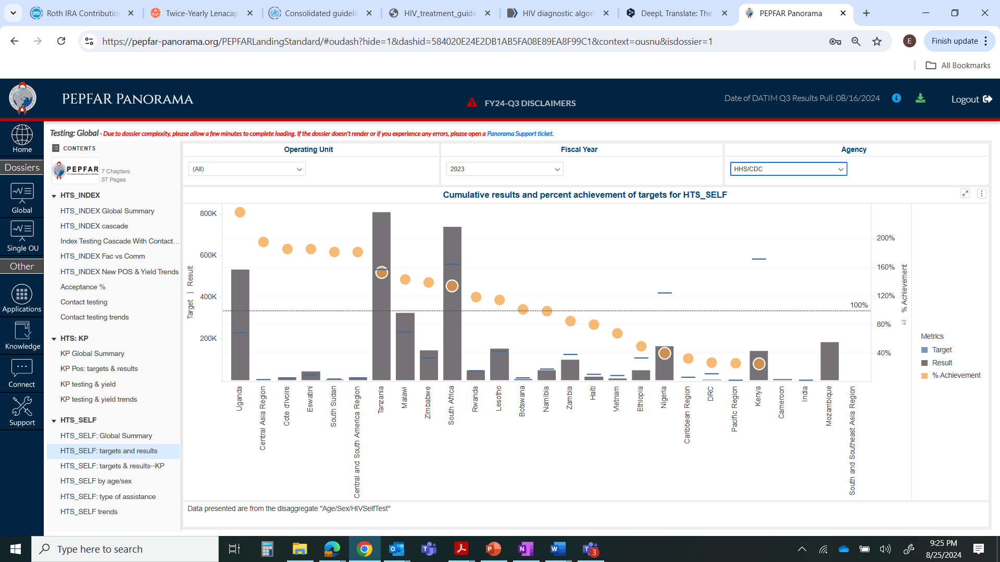 Roth IRA Contribution
Twice-Yearly Lenacap
Consolidated guideli
HIV_treatment_guide
HIV diagnostic algori
DeepL Translate: The
PEPFAR Panorama
https://pepfar-panorama.org/PEPFARLandingStandard/#oudash?hide=1&dashid=584020E24E2DB1AB5FA08E89EA8F99C1&context=ousnu&isdossier=1
E
Finish update
All Bookmarks
PEPFAR PANORAMA
FY24-Q3 DISCLAIMERS
Date of DATIM Q3 Results Pull: 08/16/2024
Logout
Home
Dossiers
Global
Single OU
Other
Applications
Knowledge
Connect
Support
Testing: Global - Due to dossier complexity, please allow a few minutes to complete loading. If the dossier doesn't render or if you experience any errors, please open a Panorama Support ticket.
CONTENTS
PEPFAR
7 Chapters
37 Pages
HTS_INDEX
HTS_INDEX Global Summary
HTS_INDEX cascade
Index Testing Cascade With Contact...
HTS_INDEX Fac vs Comm
HTS_INDEX New POS & Yield Trends
Acceptance %
Contact testing
Contact testing trends
HTS: KP
KP Global Summary
KP Pos: targets & results
KP testing & yield
KP testing & yield trends
HTS_SELF
HTS_SELF: Global Summary
HTS_SELF: targets and results
HTS_SELF: targets & results--KP
HTS_SELF by age/sex
HTS_SELF: type of assistance
HTS_SELF trends
Operating Unit
(All)
Fiscal Year
2023
Agency
HHS/CDC
Cumulative results and percent achievement of targets for HTS_SELF
800K
600K
400K
200K
Target | Result
200%
160%
120%
100%
80%
40%
% Achievement
Uganda
Central Asia Region
Cote d'Ivoire
Eswatini
South Sudan
Central and South America Region
Tanzania
Malawi
Zimbabwe
South Africa
Rwanda
Lesotho
Botswana
Namibia
Zambia
Haiti
Vietnam
Ethiopia
Nigeria
Caribbean Region
DRC
Pacific Region
Kenya
Cameroon
India
Mozambique
South and Southeast Asia Region
Metrics
Target
Result
% Achievement
Data presented are from the disaggregate "Age/Sex/HIVSelfTest"
Type here to search
3
9:25 PM
8/25/2024